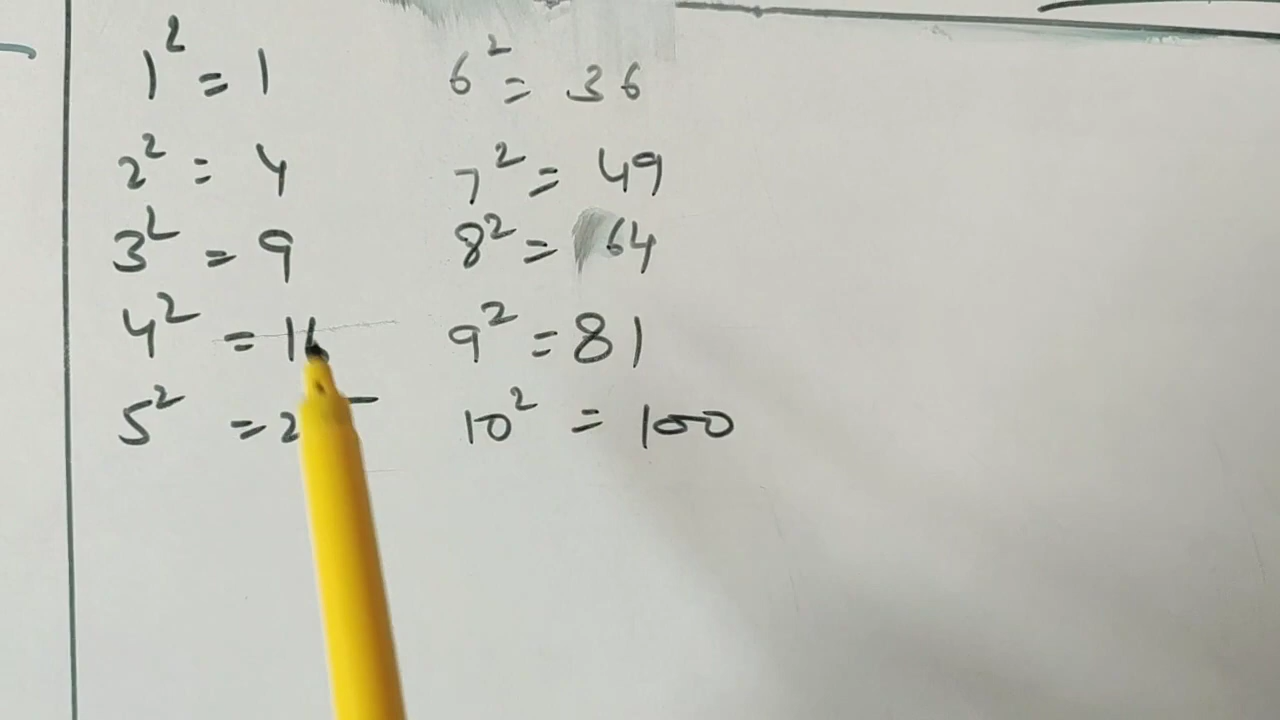 1² = 1
2² = 4
3² = 9
4² = 16
5² = 2
6² = 36
7² = 49
8² = 64
9² = 81
10² = 100